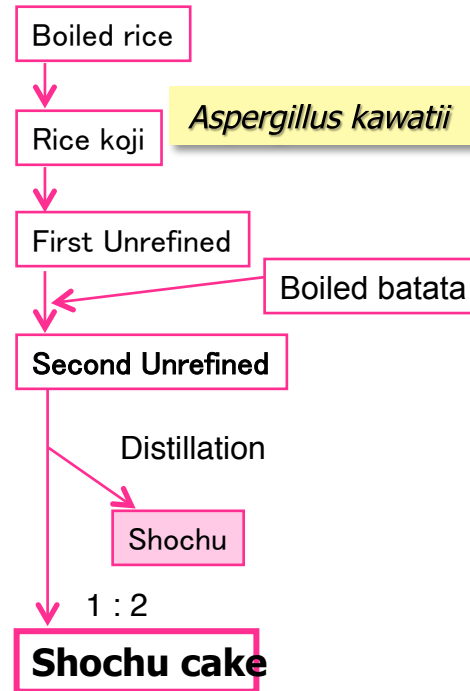 Boiled rice
Aspergillus kawatii
Rice koji
First Unrefined
Boiled batata
Second Unrefined
Distillation
Shochu
1 : 2
Shochu cake